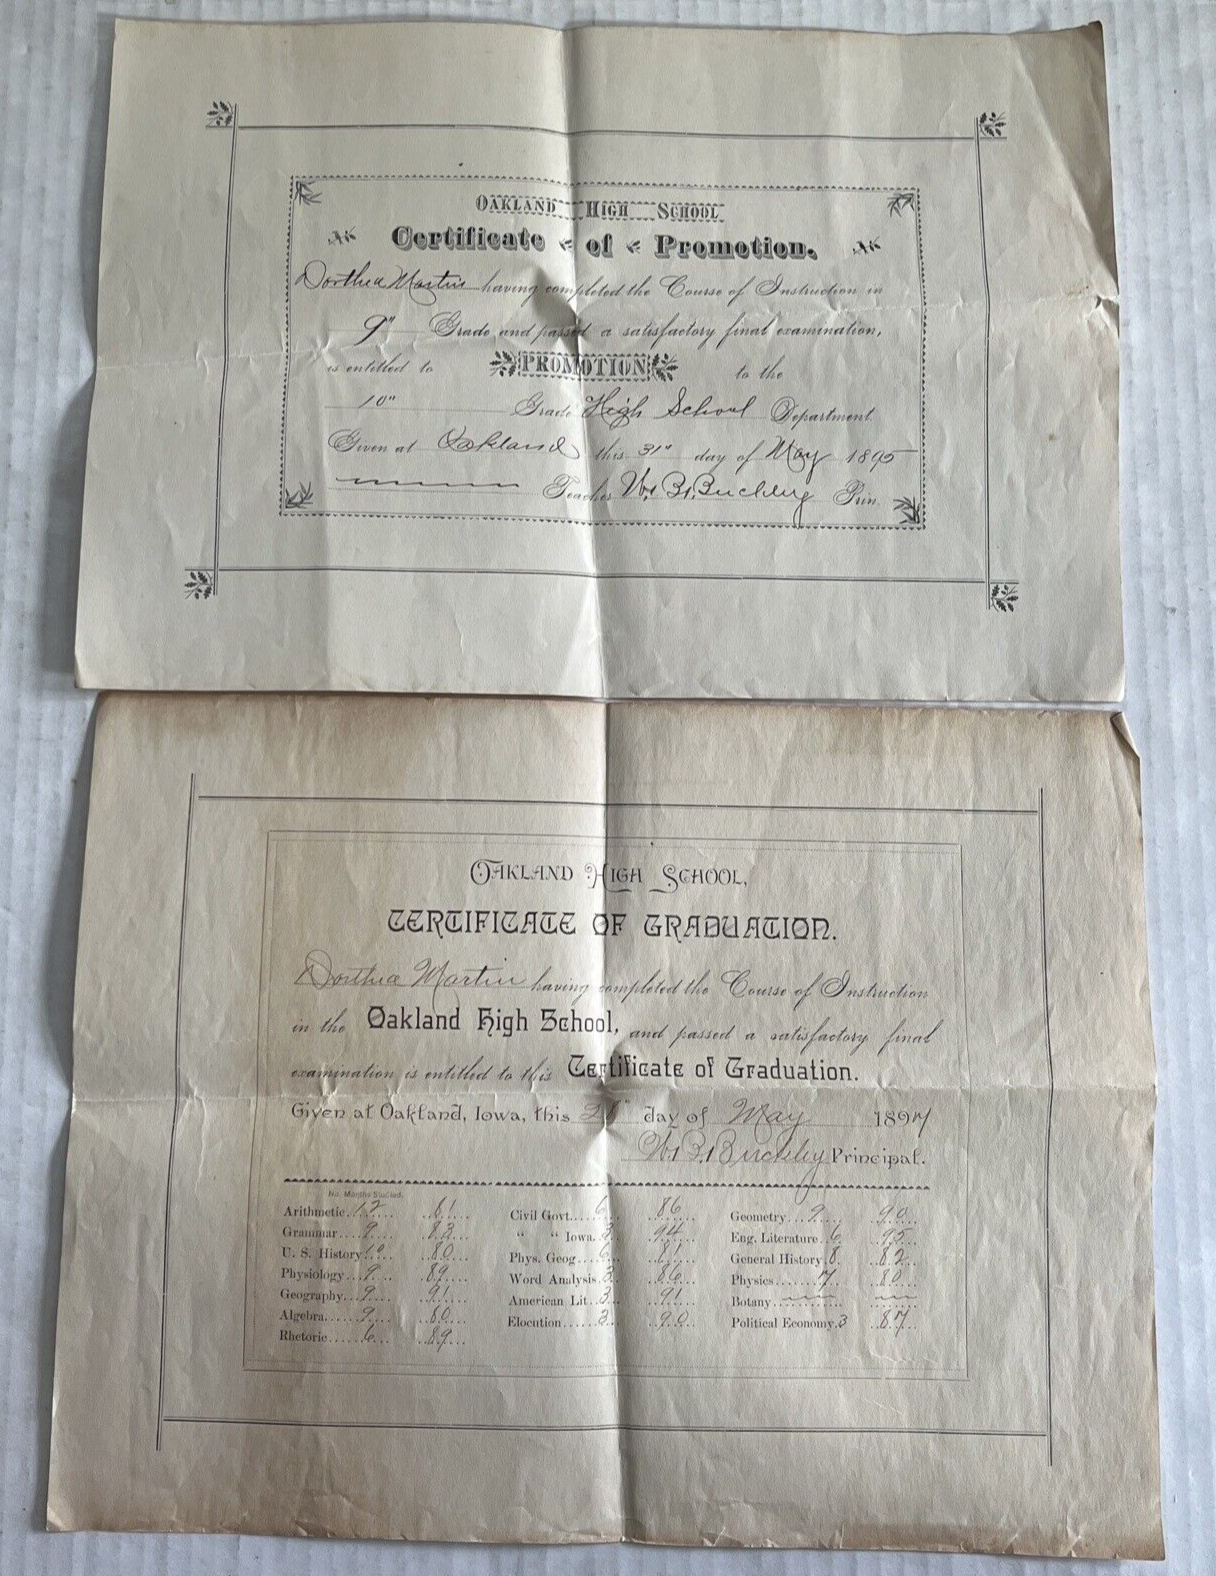 OAKLAND HIGH SCHOOL
Certificate of Promotion.
Dorthea Martin having completed the Course of Instruction in
9" Grade and passed a satisfactory final examination,
is entitled to PROMOTION to the
10" Grade High School Department
Given at Oakland this 31" day of May 1895
Teacher W. B. Buckley Prin.
OAKLAND HIGH SCHOOL,
CERTIFICATE OF GRADUATION.
Dorthea Martin having completed the Course of Instruction
in the Oakland High School, and passed a satisfactory final
examination is entitled to this Certificate of Graduation.
Given at Oakland, Iowa, this day of May 1897
W. B. Buckley Principal.
No. Months Studied.
Arithmetic 12 81
Grammar 9 83
U. S. History 10 80
Physiology 9 89
Geography 9 91
Algebra 9 80
Rhetoric 6 89
Civil Govt. 6 86
" " Iowa. 3 94
Phys. Geog 6 81
Word Analysis 3 86
American Lit. 3 91
Elocution 3 90
Geometry 9 90
Eng. Literature 6 95
General History 8 82
Physics 7 80
Botany
Political Economy 3 87